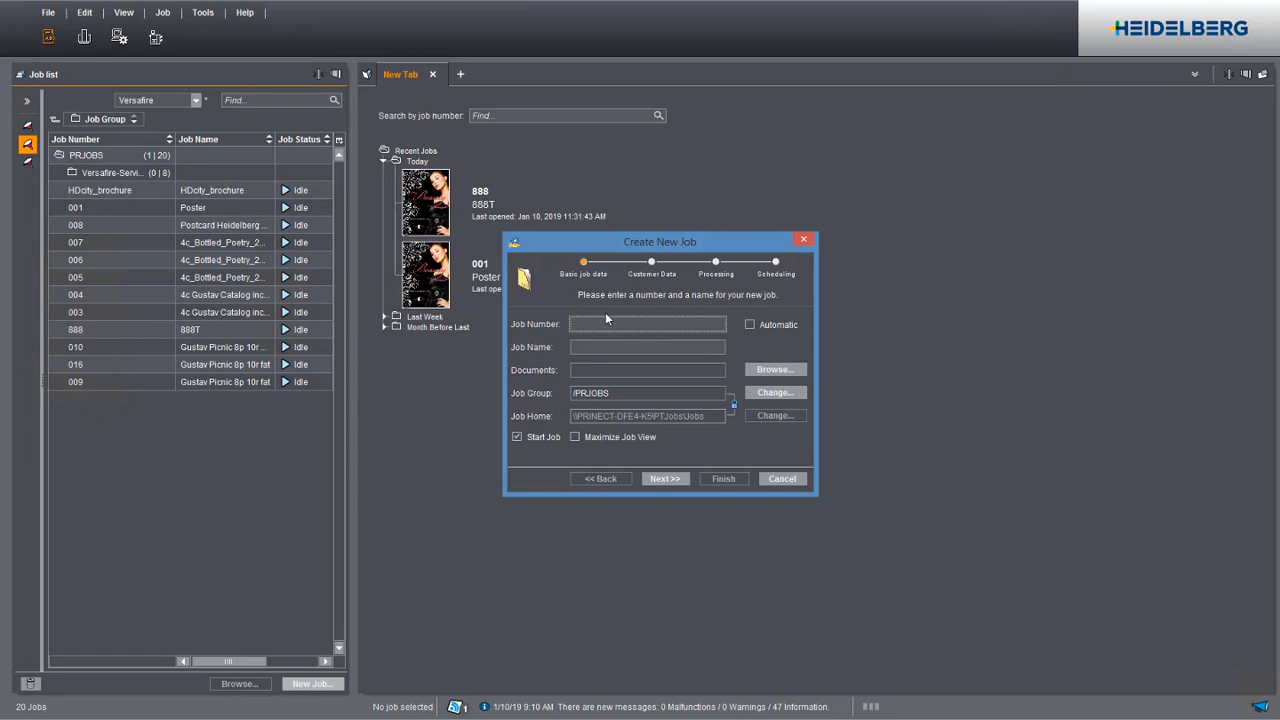 File Edit View Job Tools Help
HEIDELBERG
Job list
New Tab
Versafire
*
Find...
Search by job number:
Find...
Job Group
Job Number Job Name Job Status
PRJOBS (1 | 20)
Versafire-Servi... (0 | 8)
HDcity_brochure HDcity_brochure Idle
001 Poster Idle
008 Postcard Heidelberg ... Idle
007 4c_Bottled_Poetry_2... Idle
006 4c_Bottled_Poetry_2... Idle
005 4c_Bottled_Poetry_2... Idle
004 4c Gustav Catalog inc... Idle
003 4c_Gustav Catalog inc... Idle
888 888T Idle
010 Gustav Picnic 8p 10r ... Idle
016 Gustav Picnic 8p 10r fat Idle
009 Gustav Picnic 8p 10r fat Idle
Recent Jobs
Today
888
888T
Last opened: Jan 10, 2019 11:31:43 AM
001
Poster
Last ope
Last Week
Month Before Last
Create New Job
Basic job data Customer Data Processing Scheduling
Please enter a number and a name for your new job.
Job Number: Automatic
Job Name:
Documents: Browse...
Job Group: /PRJOBS Change...
Job Home: \\PRINECT-DFE4-K5\PTJobs\Jobs Change...
Start Job Maximize Job View
<< Back Next >> Finish Cancel
Browse... New Job...
20 Jobs
No job selected
1
1/10/19 9:10 AM There are new messages: 0 Malfunctions / 0 Warnings / 47 Information.